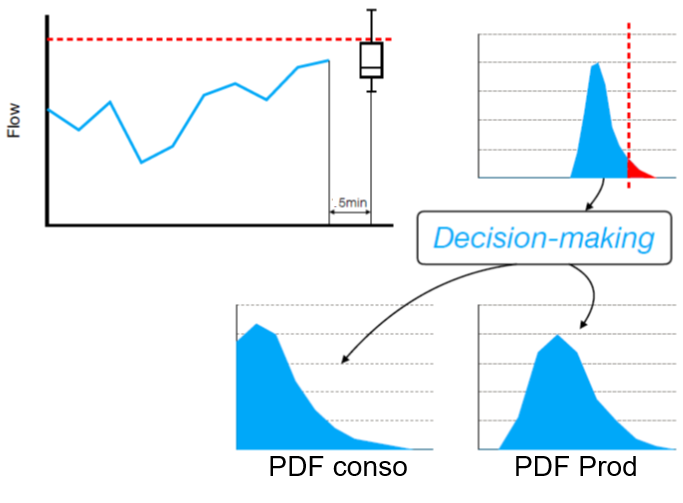 Flow
.5min
Decision-making
PDF conso
PDF Prod